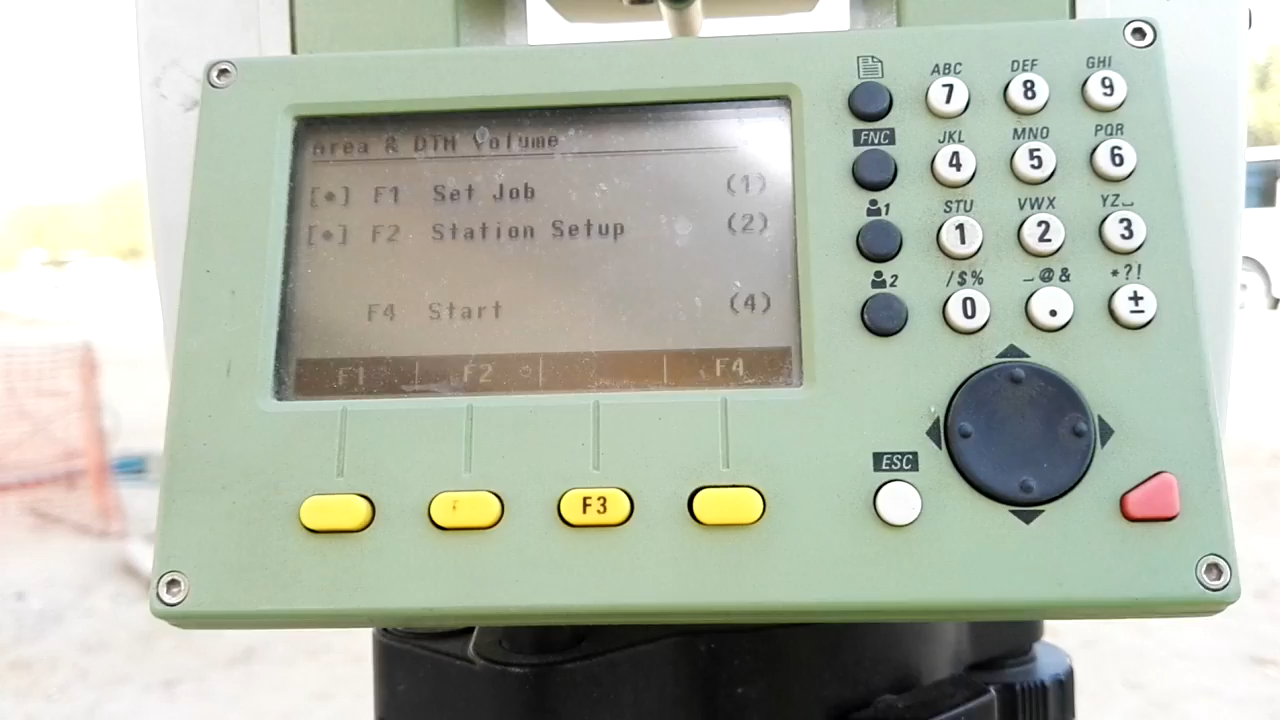 Area & DTM Volume
[•] F1 Set Job (1)
[•] F2 Station Setup (2)
F4 Start (4)
F1 F2 F4
F3
ABC DEF GHI
7 8 9
FNC JKL MNO PQR
4 5 6
1 STU VWX YZ⎵
1 2 3
2 /$% _@& *?!
0 . ±
ESC